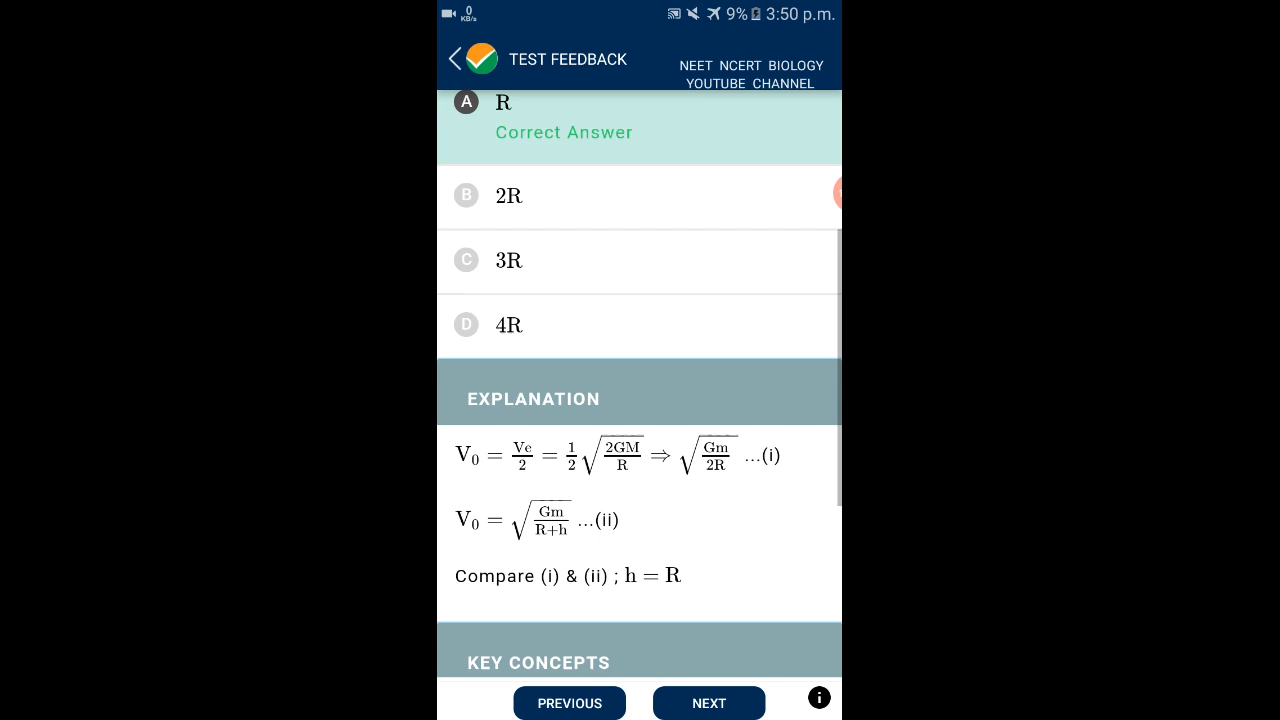 0
KB/s
9% 3:50 p.m.
TEST FEEDBACK
NEET NCERT BIOLOGY
YOUTUBE CHANNEL
A R
Correct Answer
B 2R
C 3R
D 4R
EXPLANATION
V₀ = Ve/2 = 1/2 √(2GM/R) ⇒ √(Gm/2R) ...(i)
V₀ = √(Gm/R+h) ...(ii)
Compare (i) & (ii) ; h = R
KEY CONCEPTS
PREVIOUS NEXT i